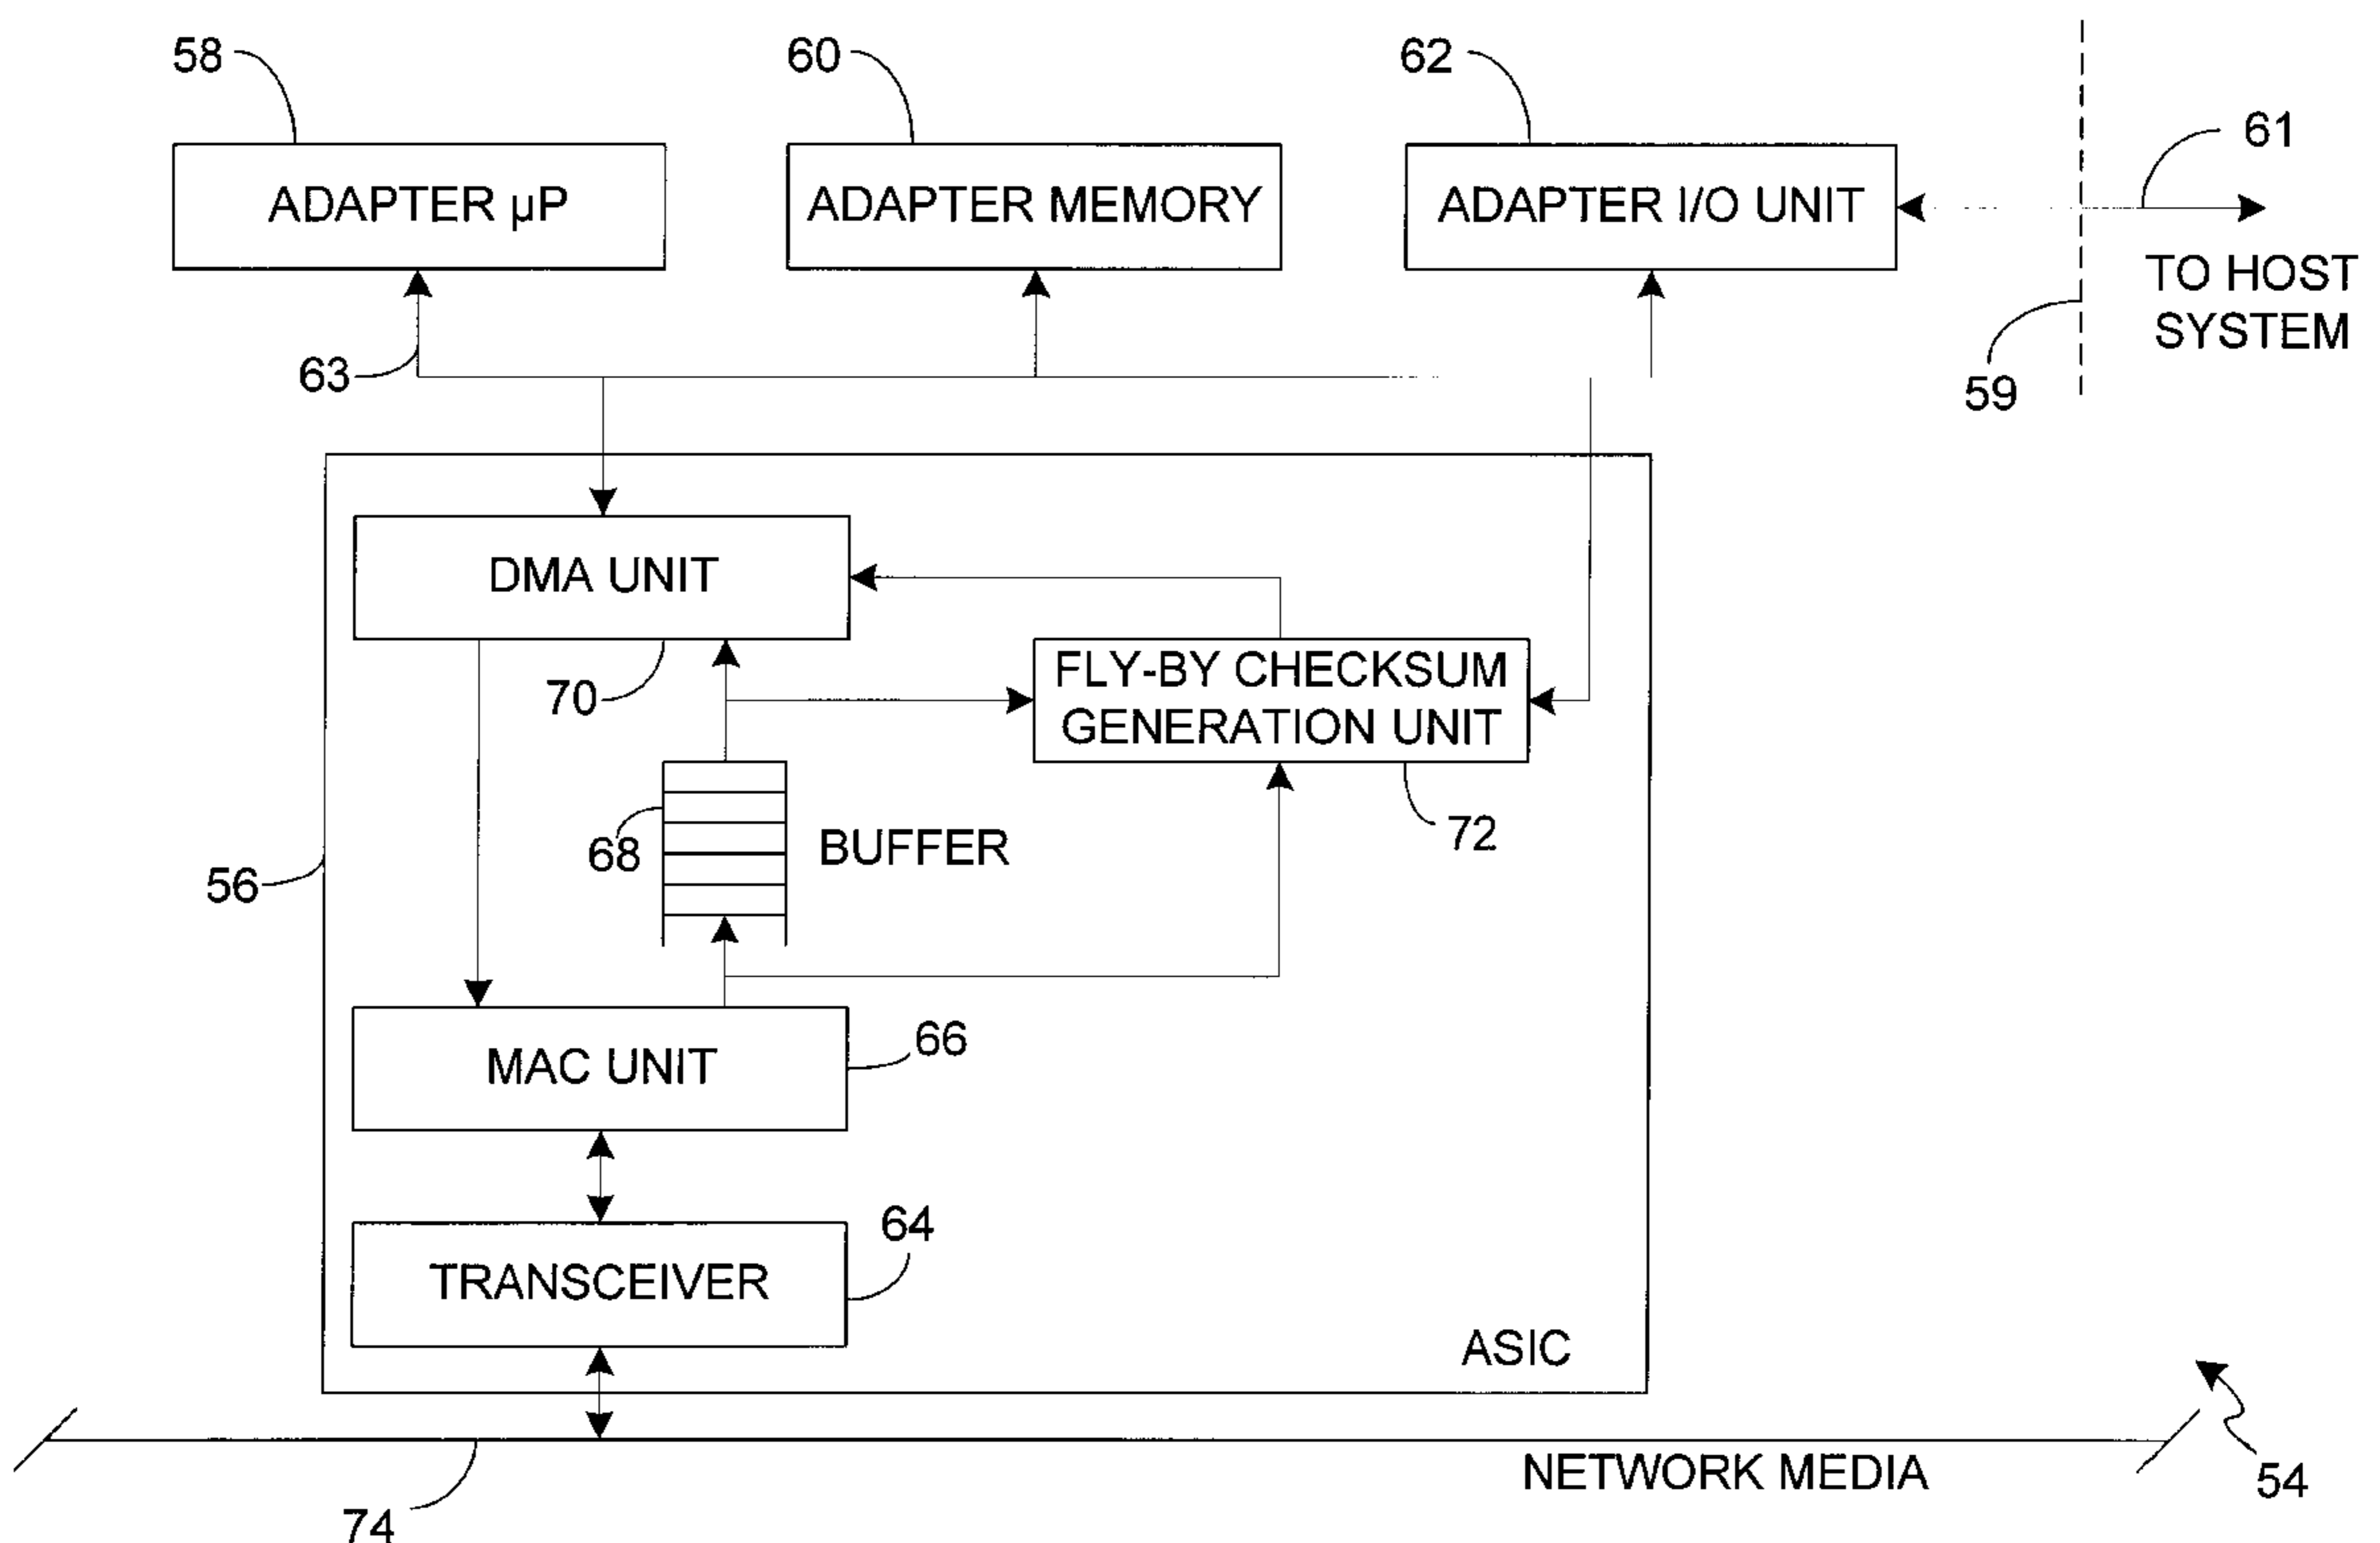 58
60
62
61
ADAPTER µP
ADAPTER MEMORY
ADAPTER I/O UNIT
TO HOST
SYSTEM
63
59
DMA UNIT
70
FLY-BY CHECKSUM
GENERATION UNIT
68
BUFFER
72
56
MAC UNIT
66
TRANSCEIVER
64
ASIC
NETWORK MEDIA
54
74